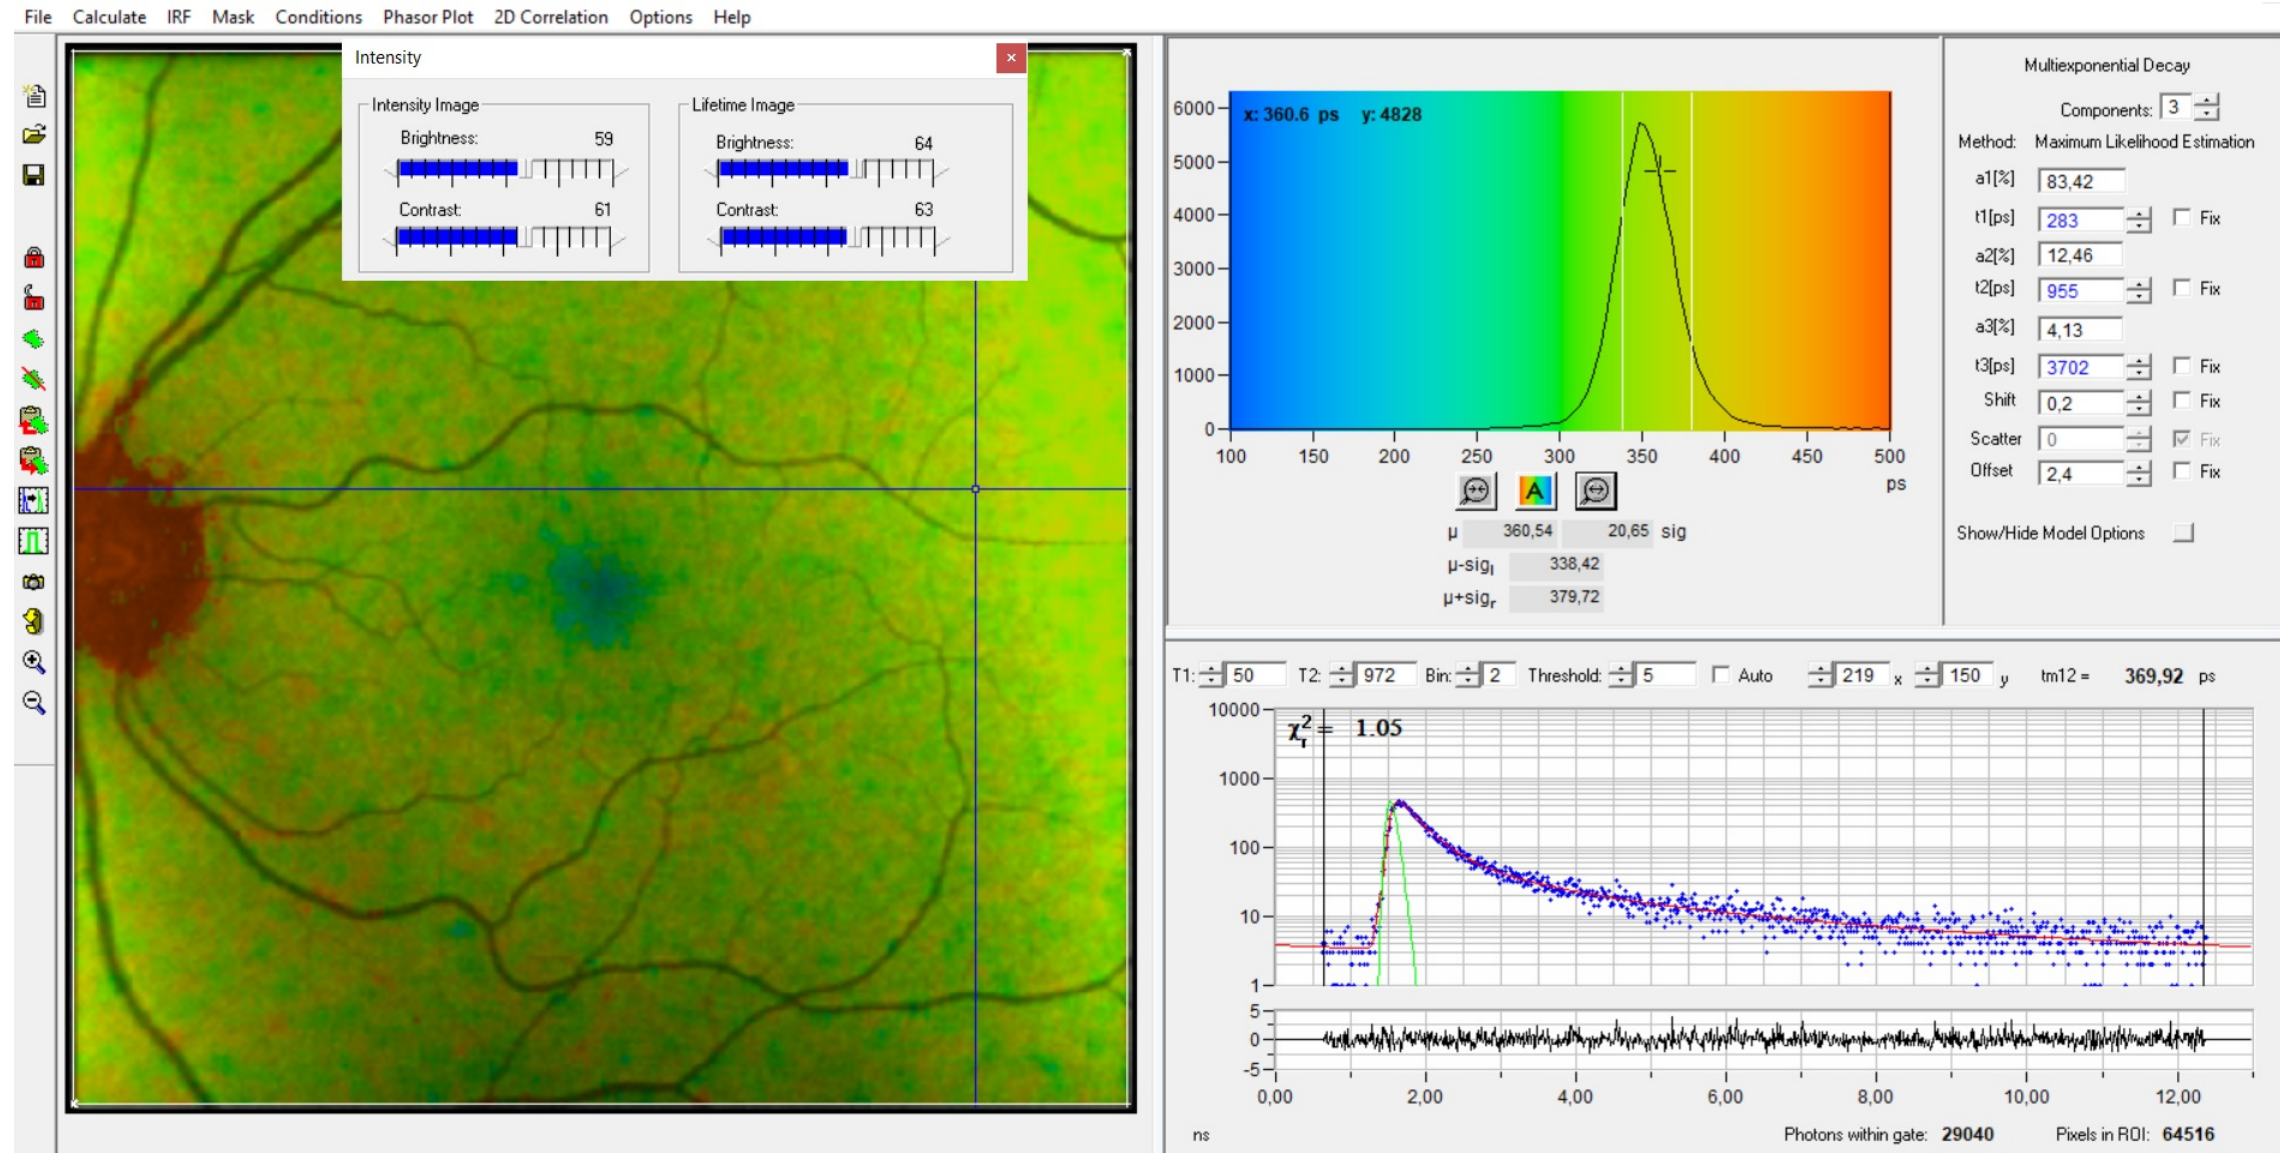 File Calculate IRF Mask Conditions Phasor Plot 2D Correlation Options Help
Intensity
Intensity Image
Brightness: 59
Contrast: 61
Lifetime Image
Brightness: 64
Contrast: 63
x: 360.6 ps y: 4828
6000
5000
4000
3000
2000
1000
0
100 150 200 250 300 350 400 450 500
ps
A
µ 360,54 20,65 sig
µ-sigl 338,42
µ+sigr 379,72
Multiexponential Decay
Components: 3
Method: Maximum Likelihood Estimation
a1[%] 83,42
t1[ps] 283 Fix
a2[%] 12,46
t2[ps] 955 Fix
a3[%] 4,13
t3[ps] 3702 Fix
Shift 0,2 Fix
Scatter 0 Fix
Offset 2,4 Fix
Show/Hide Model Options
T1: 50 T2: 972 Bin: 2 Threshold: 5 Auto 219 x 150 y tm12 = 369,92 ps
χr² = 1.05
10000
1000
100
10
1
5
0
-5
0,00 2,00 4,00 6,00 8,00 10,00 12,00
ns
Photons within gate: 29040 Pixels in ROI: 64516